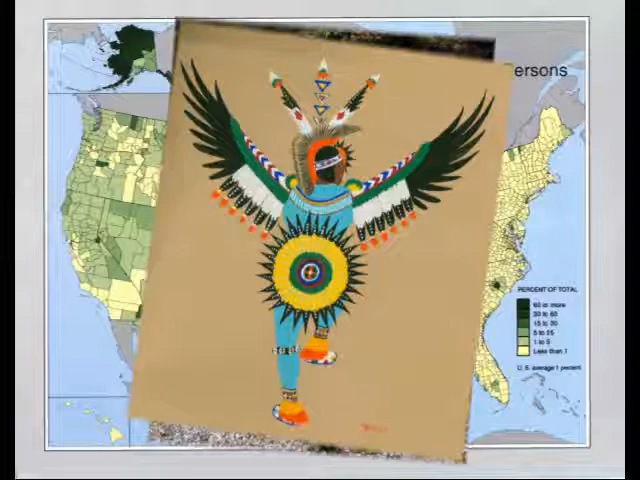 ersons
PERCENT OF TOTAL
60 or more
30 to 60
15 to 30
5 to 25
1 to 5
Less than 1
U.S. average 1 percent